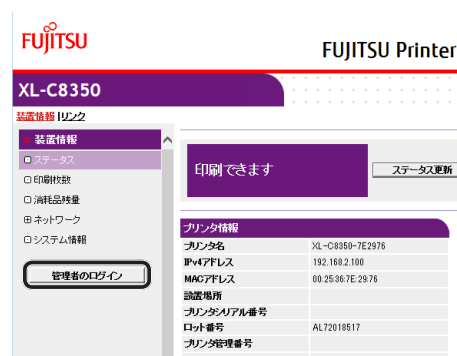 FUJITSU
FUJITSU Printer
XL-C8350
装置情報 | リンク
装置情報
ステータス
印刷枚数
消耗品残量
ネットワーク
システム情報
管理者のログイン
印刷できます
ステータス更新
プリンタ情報
プリンタ名 XL-C8350-7E2976
IPv4アドレス 192.168.2.100
MACアドレス 00:25:36:7E:29:76
設置場所
プリンタシリアル番号
ロット番号 AL72018517
プリンタ管理番号